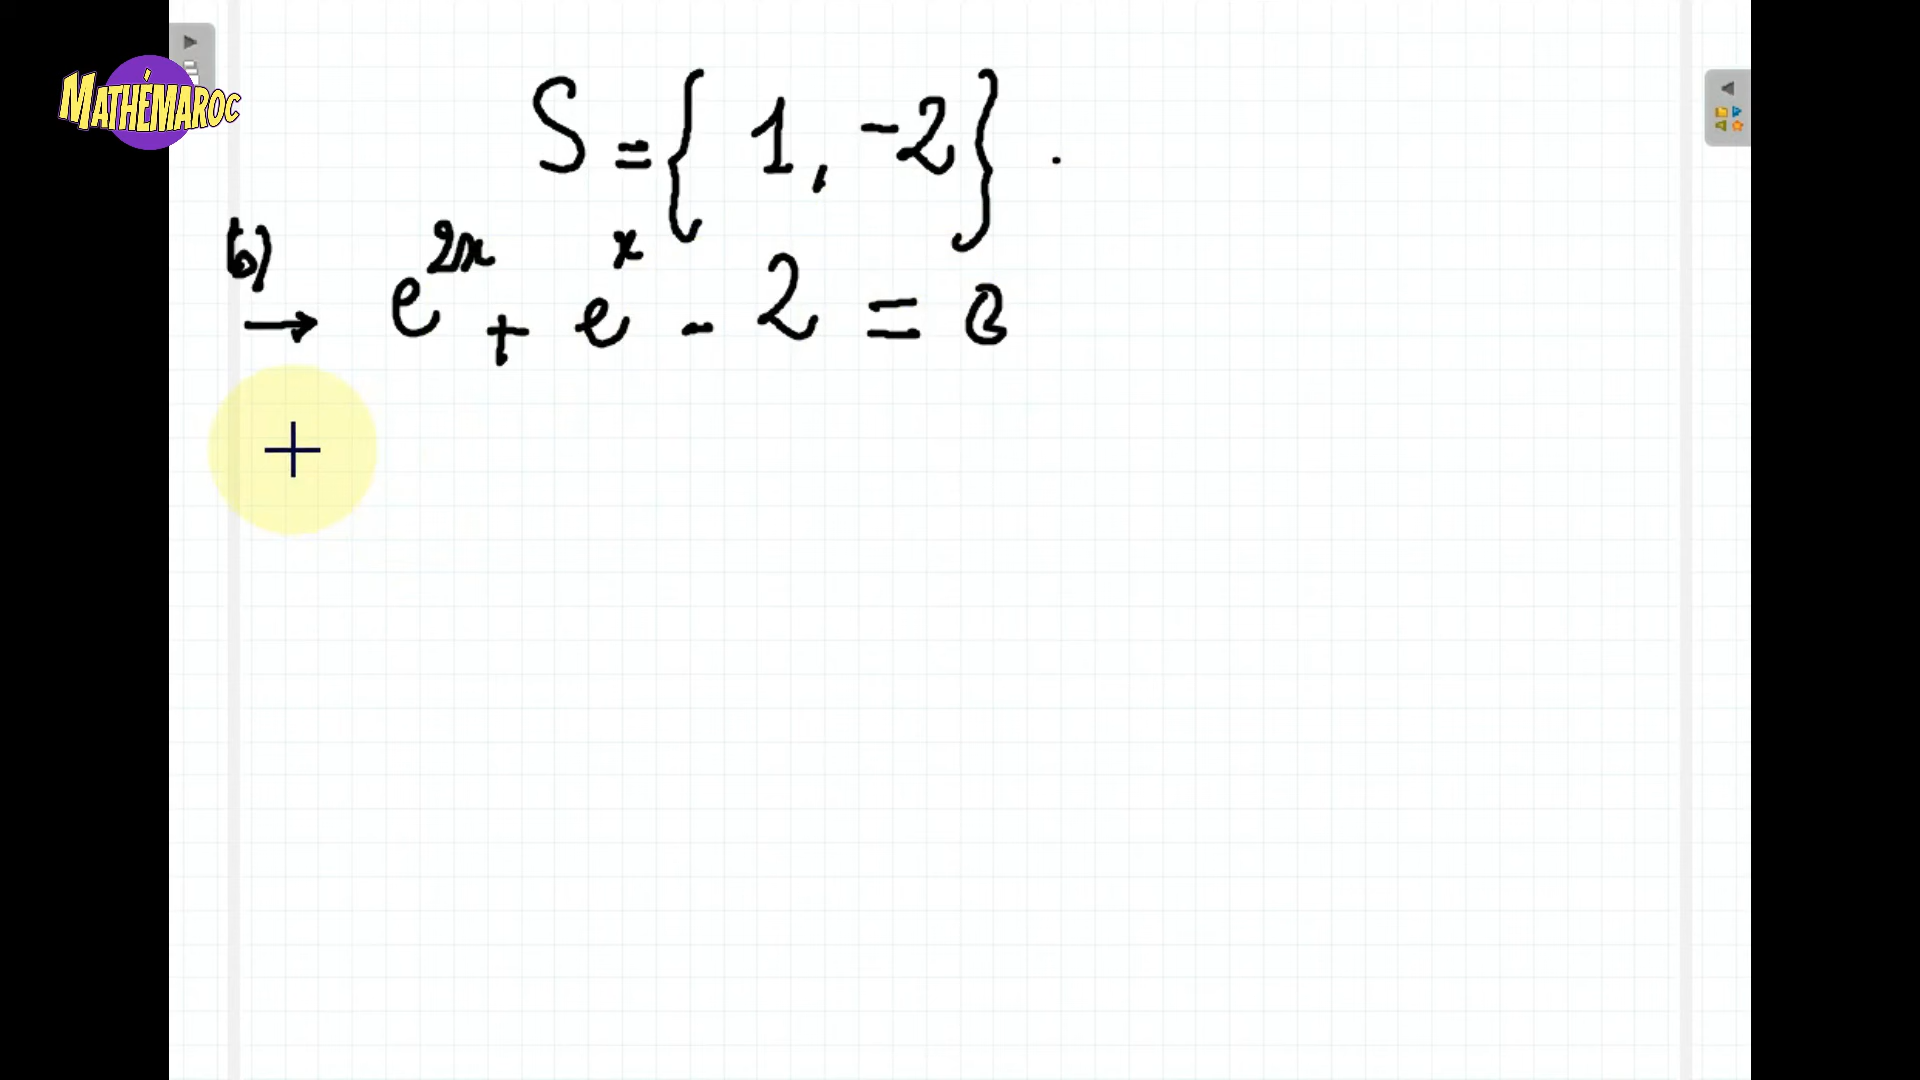 MATHÉMAROC
S = { 1 , -2 } .
b)
→ e^{2x} + e^{x} - 2 = 0